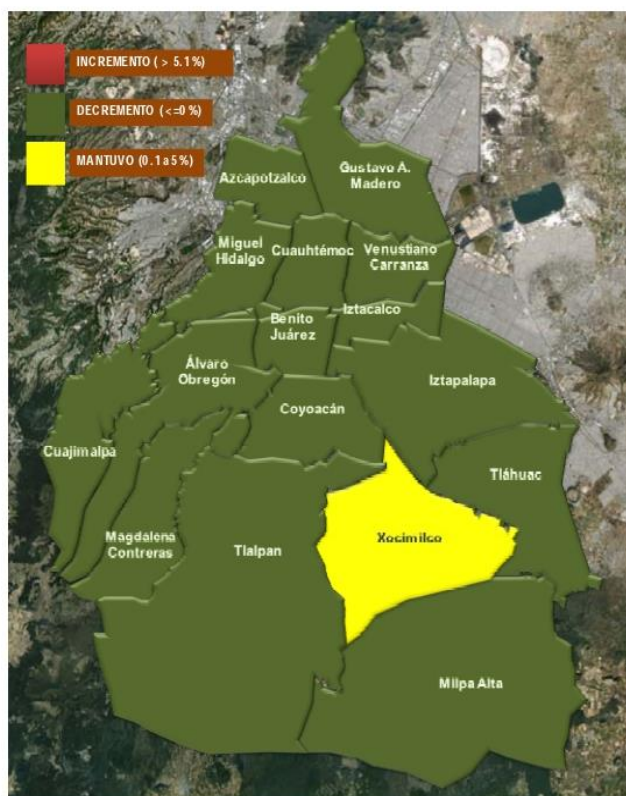 INCREMENTO ( > 5.1%)
DECREMENTO (<=0%)
MANTUVO (0.1 a 5%)
Gustavo A.
Madero
Azcapotzalco
Miguel
Hidalgo
Cuauhtémoc
Venustiano
Carranza
Iztacalco
Benito
Juárez
Álvaro
Obregón
Iztapalapa
Coyoacán
Cuajimalpa
Tláhuac
Magdalena
Contreras
Tlalpan
Xocimilco
Milpa Alta